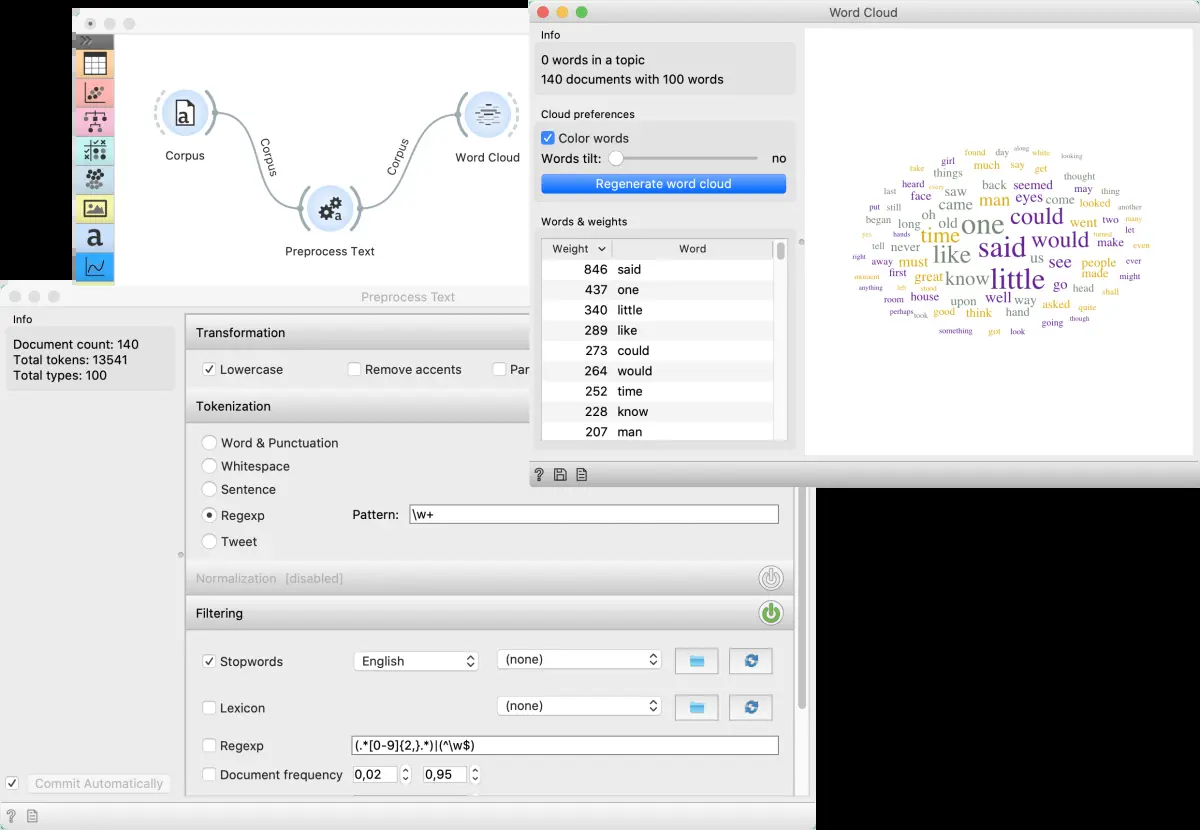 Corpus
Corpus
Preprocess Text
Corpus
Word Cloud
a
Word Cloud
Info
0 words in a topic
140 documents with 100 words
Cloud preferences
Color words
Words tilt: no
Regenerate word cloud
Words & weights
Weight Word
846 said
437 one
340 little
289 like
273 could
264 would
252 time
228 know
207 man
found day along white looking
take girl much say get
things thought
last heard every saw back seemed may thing
face came man eyes come looked another
put still oh
began long old one could went two many
yes hands time said would turned let
tell never like us make even
right away must see people ever
moment first great know little made might
anything left stood go head shall
room house upon well way asked quite
perhaps took good think hand going though
something got look
Preprocess Text
Info
Document count: 140
Total tokens: 13541
Total types: 100
Transformation
Lowercase Remove accents Par
Tokenization
Word & Punctuation
Whitespace
Sentence
Regexp Pattern: \w+
Tweet
Normalization [disabled]
Filtering
Stopwords English (none)
Lexicon (none)
Regexp (.*[0-9]{2,}.*)|(^\w$)
Document frequency 0,02 0,95
Commit Automatically